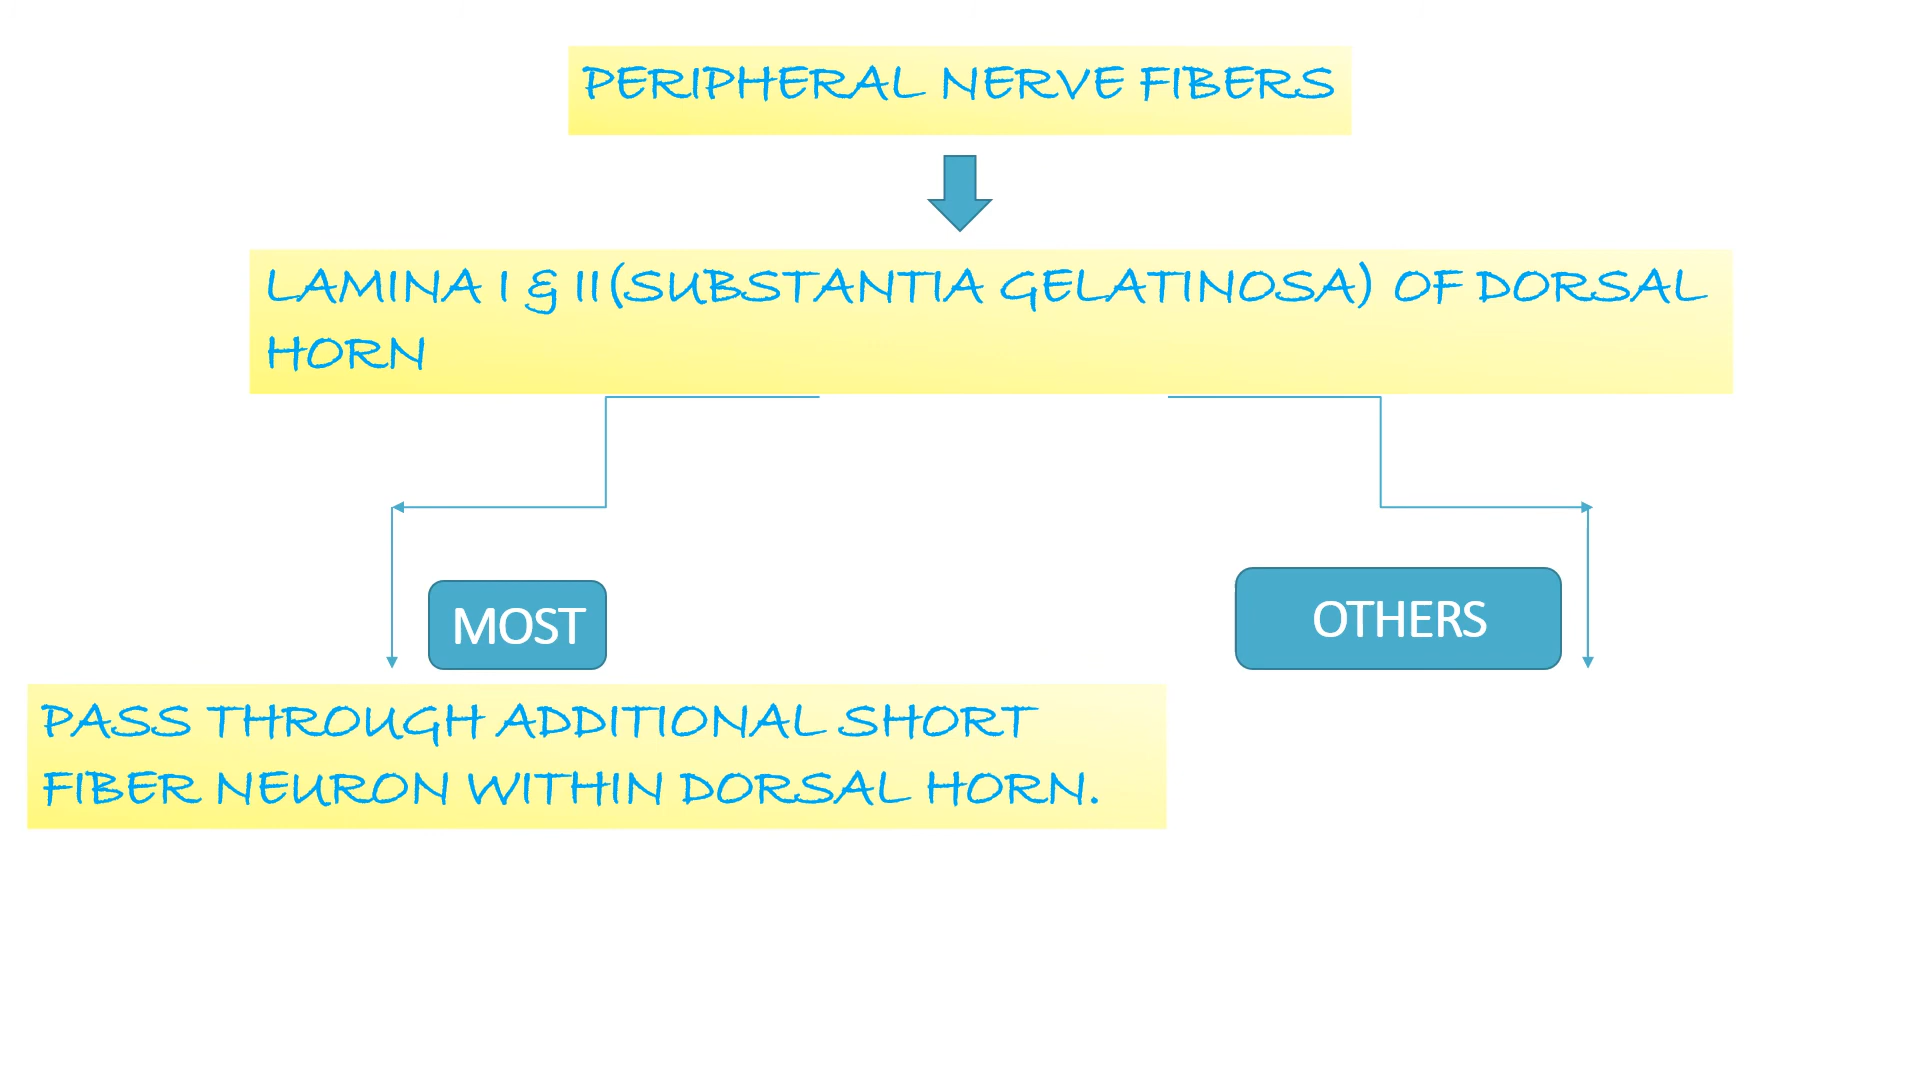 PERIPHERAL NERVE FIBERS
LAMINA I & II(SUBSTANTIA GELATINOSA) OF DORSAL
HORN
MOST
OTHERS
PASS THROUGH ADDITIONAL SHORT
FIBER NEURON WITHIN DORSAL HORN.